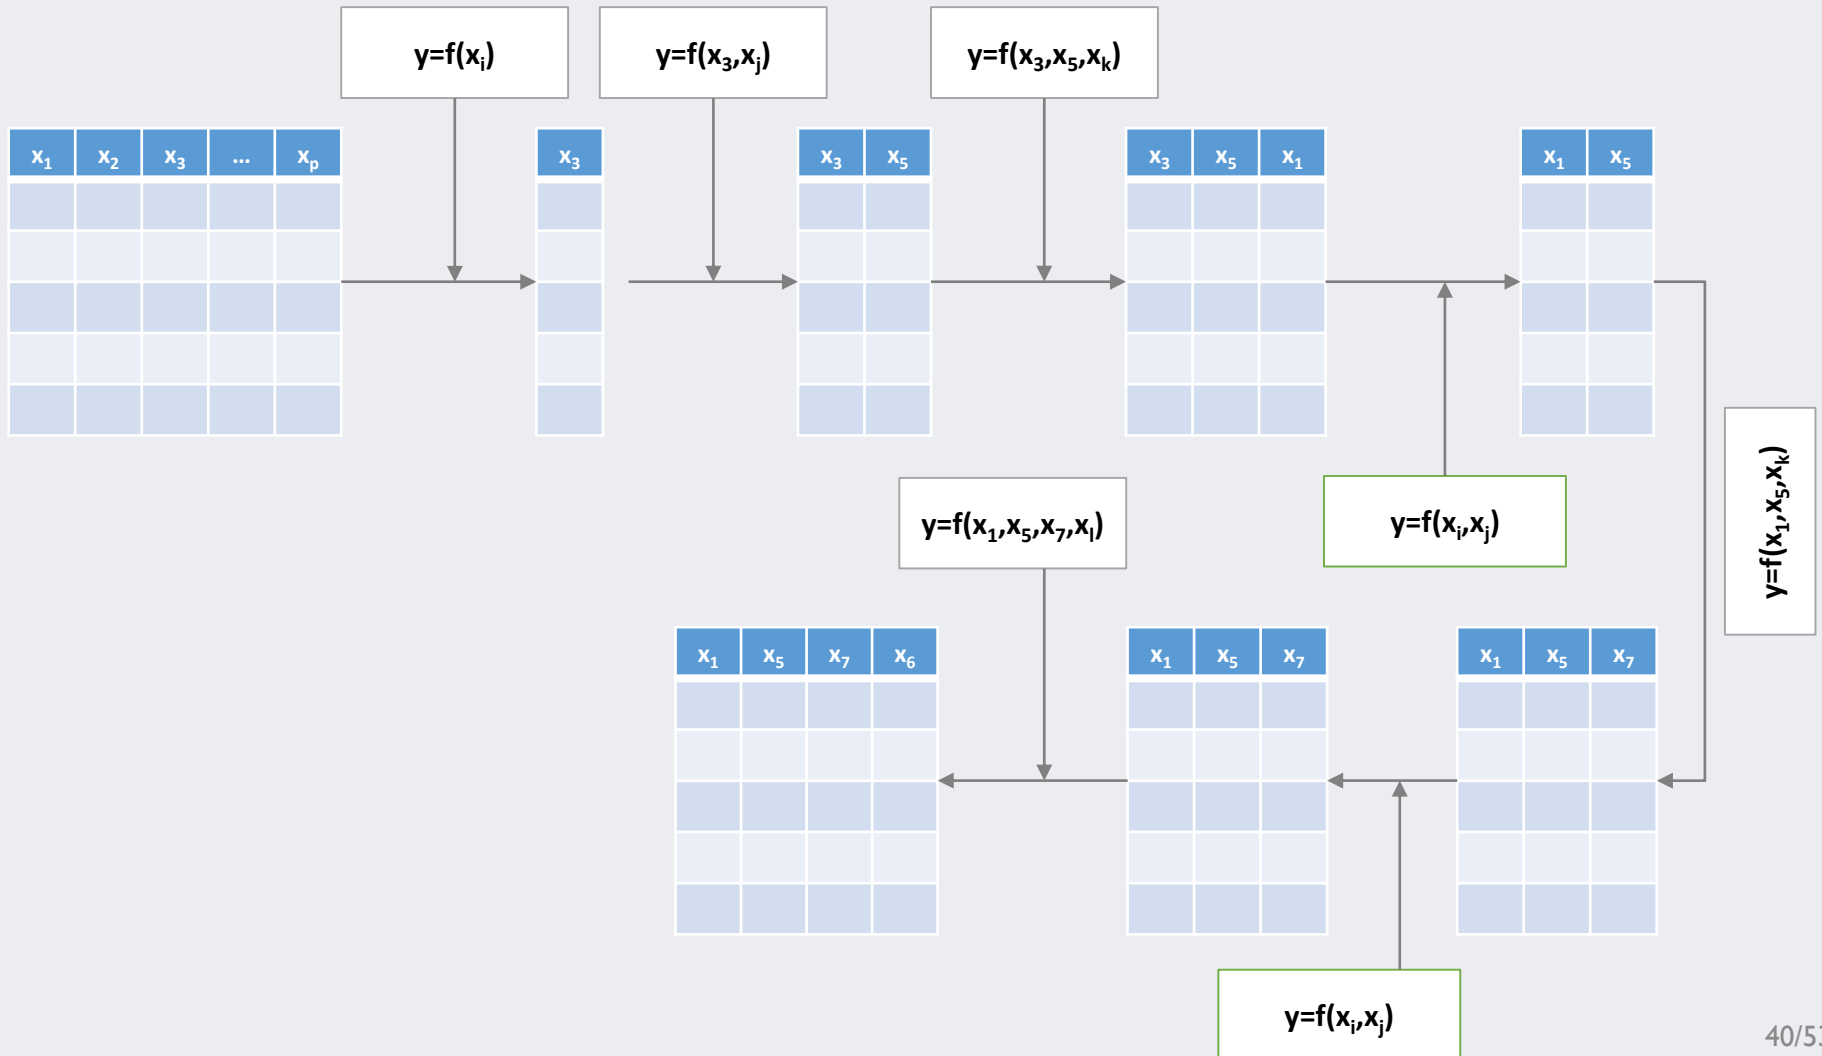 y=f(xᵢ)
y=f(x₃,xⱼ)
y=f(x₃,x₅,xₖ)
x₁ x₂ x₃ ... xₚ
x₃
x₃ x₅
x₃ x₅ x₁
x₁ x₅
y=f(xᵢ,xⱼ)
y=f(x₁,x₅,xₖ)
y=f(x₁,x₅,x₇,xₗ)
x₁ x₅ x₇ x₆
x₁ x₅ x₇
x₁ x₅ x₇
y=f(xᵢ,xⱼ)
40/53